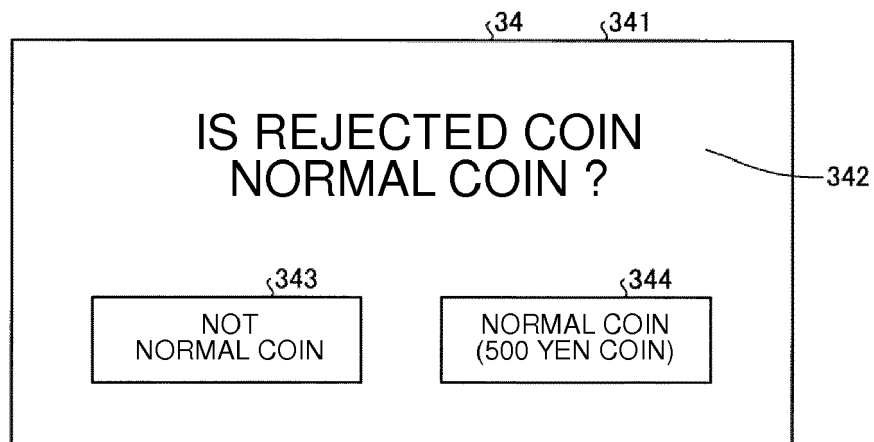 34 341
IS REJECTED COIN
NORMAL COIN ?
342
343 344
NOT
NORMAL COIN
NORMAL COIN
(500 YEN COIN)